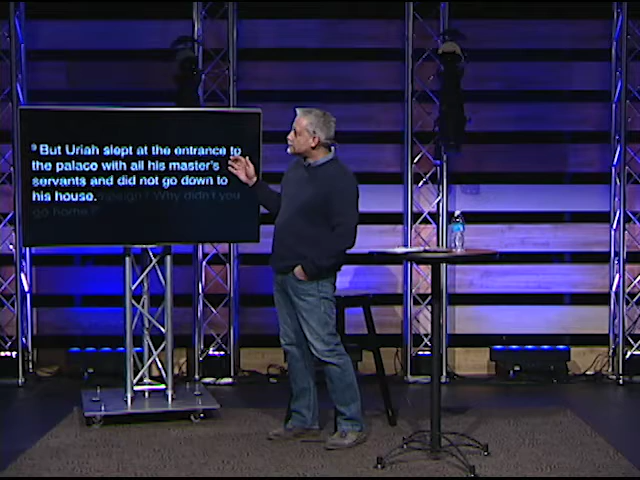 ⁹ But Uriah slept at the entrance to
the palace with all his master's
servants and did not go down to
his house.
campaign? Why didn't you
go home?